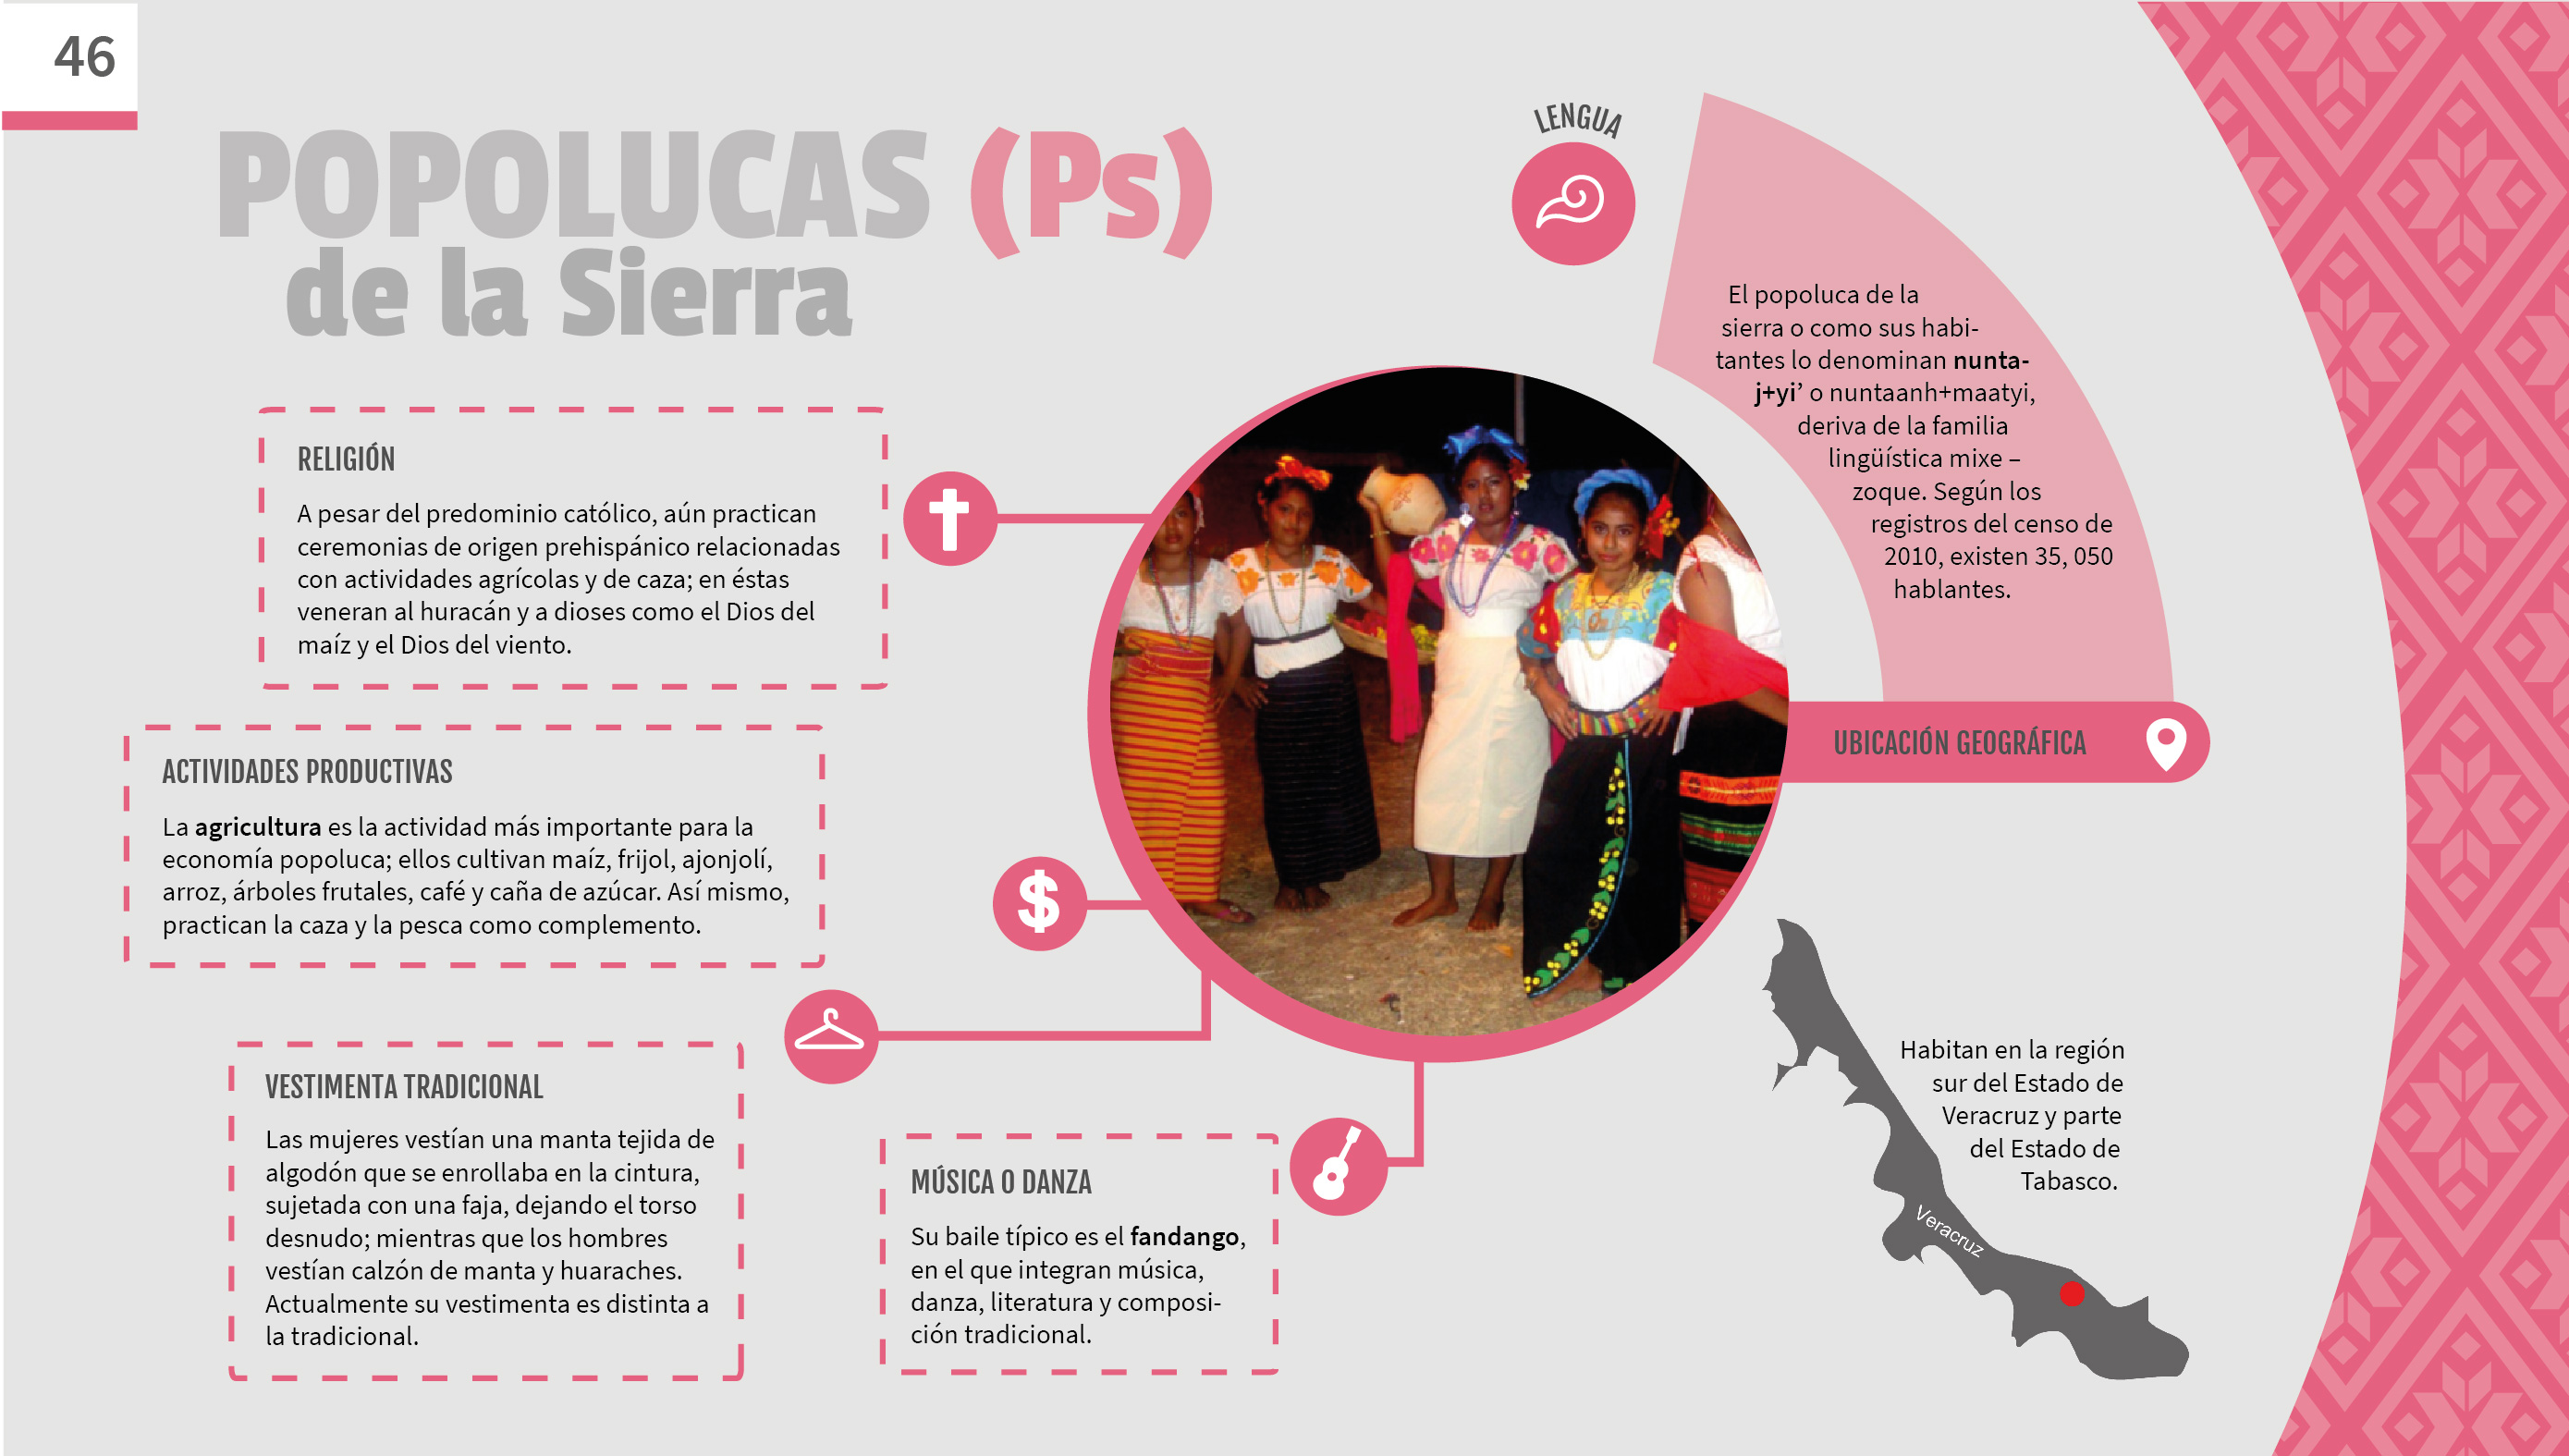 46
POPOLUCAS (Ps)
de la Sierra
RELIGIÓN
A pesar del predominio católico, aún practican
ceremonias de origen prehispánico relacionadas
con actividades agrícolas y de caza; en éstas
veneran al huracán y a dioses como el Dios del
maíz y el Dios del viento.
ACTIVIDADES PRODUCTIVAS
La agricultura es la actividad más importante para la
economía popoluca; ellos cultivan maíz, frijol, ajonjolí,
arroz, árboles frutales, café y caña de azúcar. Así mismo,
practican la caza y la pesca como complemento.
$
VESTIMENTA TRADICIONAL
Las mujeres vestían una manta tejida de
algodón que se enrollaba en la cintura,
sujetada con una faja, dejando el torso
desnudo; mientras que los hombres
vestían calzón de manta y huaraches.
Actualmente su vestimenta es distinta a
la tradicional.
MÚSICA O DANZA
Su baile típico es el fandango,
en el que integran música,
danza, literatura y composi-
ción tradicional.
LENGUA
El popoluca de la
sierra o como sus habi-
tantes lo denominan nunta-
j+yi’ o nuntaanh+maatyi,
deriva de la familia
lingüística mixe –
zoque. Según los
registros del censo de
2010, existen 35, 050
hablantes.
UBICACIÓN GEOGRÁFICA
Habitan en la región
sur del Estado de
Veracruz y parte
del Estado de
Tabasco.
Veracruz